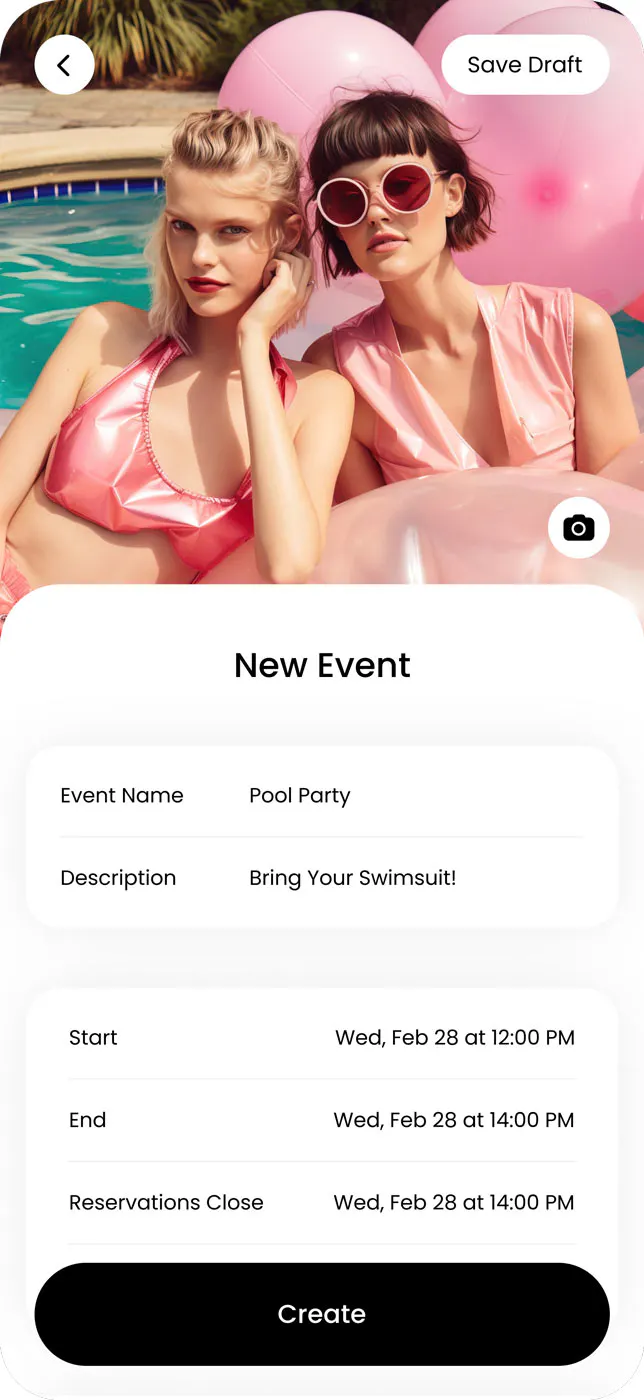 Save Draft
New Event
Event Name Pool Party
Description Bring Your Swimsuit!
Start Wed, Feb 28 at 12:00 PM
End Wed, Feb 28 at 14:00 PM
Reservations Close Wed, Feb 28 at 14:00 PM
Create